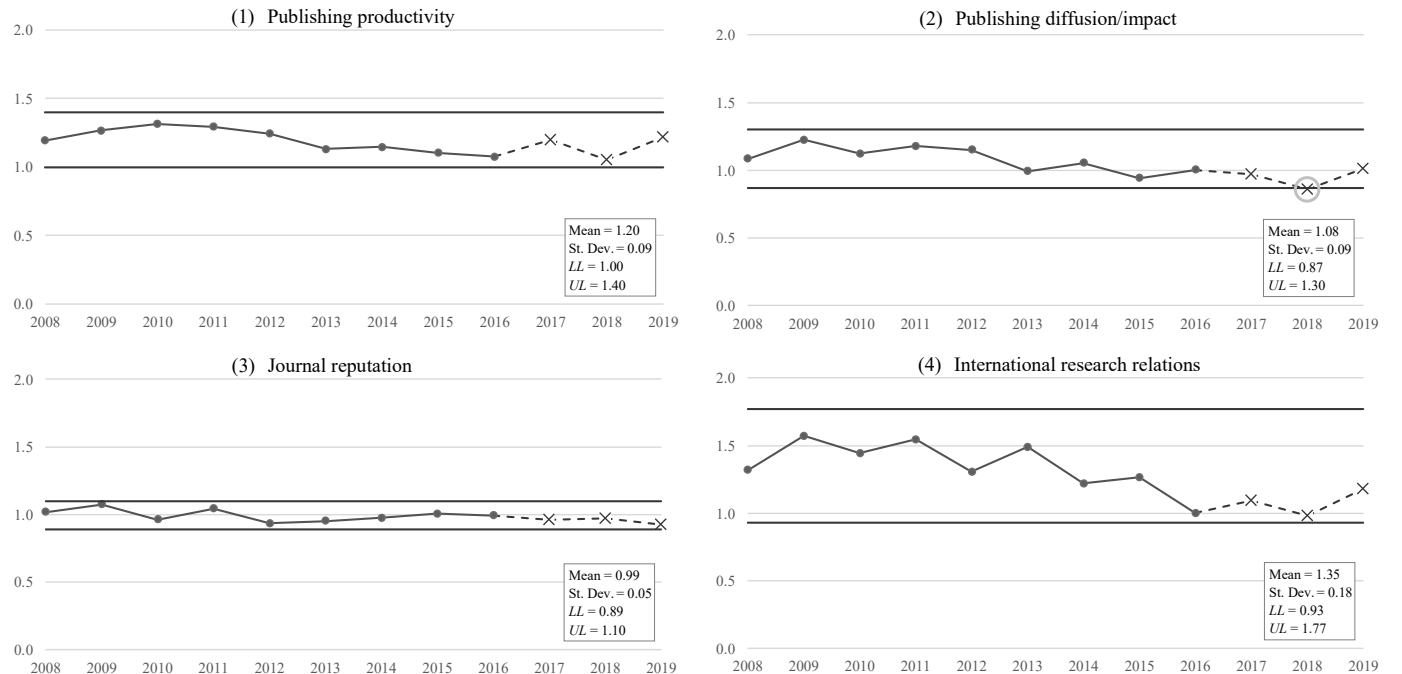 (1) Publishing productivity
2.0
1.5
1.0
0.5
0.0
Mean = 1.20
St. Dev. = 0.09
LL = 1.00
UL = 1.40
2008 2009 2010 2011 2012 2013 2014 2015 2016 2017 2018 2019
(2) Publishing diffusion/impact
2.0
1.5
1.0
0.5
0.0
Mean = 1.08
St. Dev. = 0.09
LL = 0.87
UL = 1.30
2008 2009 2010 2011 2012 2013 2014 2015 2016 2017 2018 2019
(3) Journal reputation
2.0
1.5
1.0
0.5
0.0
Mean = 0.99
St. Dev. = 0.05
LL = 0.89
UL = 1.10
2008 2009 2010 2011 2012 2013 2014 2015 2016 2017 2018 2019
(4) International research relations
2.0
1.5
1.0
0.5
0.0
Mean = 1.35
St. Dev. = 0.18
LL = 0.93
UL = 1.77
2008 2009 2010 2011 2012 2013 2014 2015 2016 2017 2018 2019